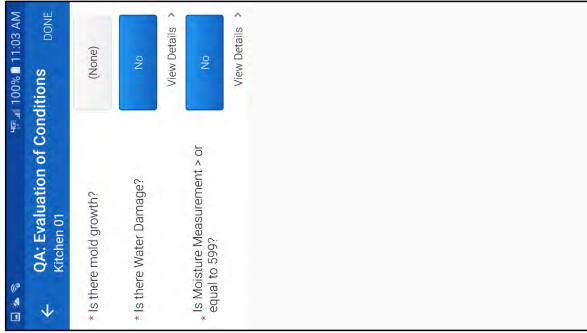 100% 11:03 AM
QA: Evaluation of Conditions
DONE
Kitchen 01
* Is there mold growth?
(None)
* Is there Water Damage?
No
View Details >
* Is Moisture Measurement > or
equal to 599?
No
View Details >